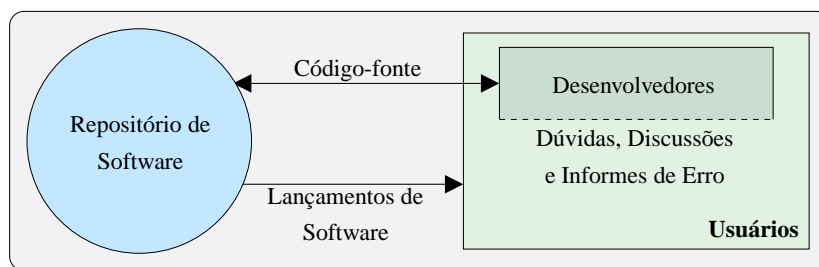 Repositório de
Software
Código-fonte
Lançamentos de
Software
Desenvolvedores
Dúvidas, Discussões
e Informes de Erro
Usuários